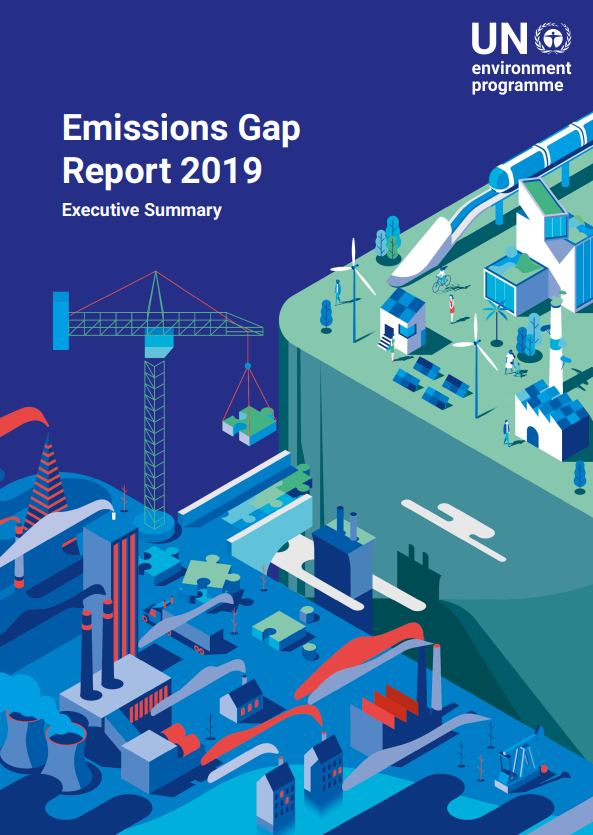 UN
environment
programme
Emissions Gap
Report 2019
Executive Summary